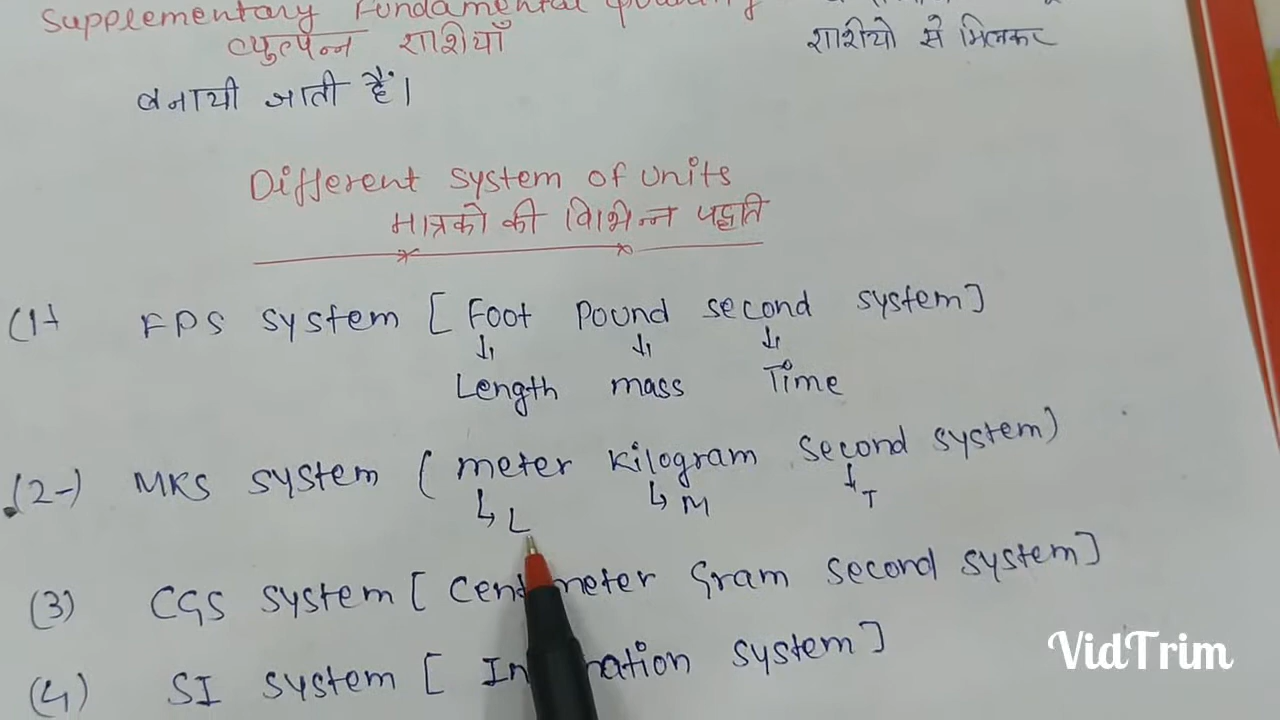 Supplementary Fundamental
व्युत्पन्न राशियाँ राशीयो से मिलकर
बनायी जाती हैं।
Different system of units
मात्रको की विभिन्न पद्धति
(1) FPS system [Foot Pound second system]
Length mass Time
(2) MKS system (meter kilogram second system)
L M T
(3) CGS system [ Gram second system]
(4) SI system [ system]
VidTrim